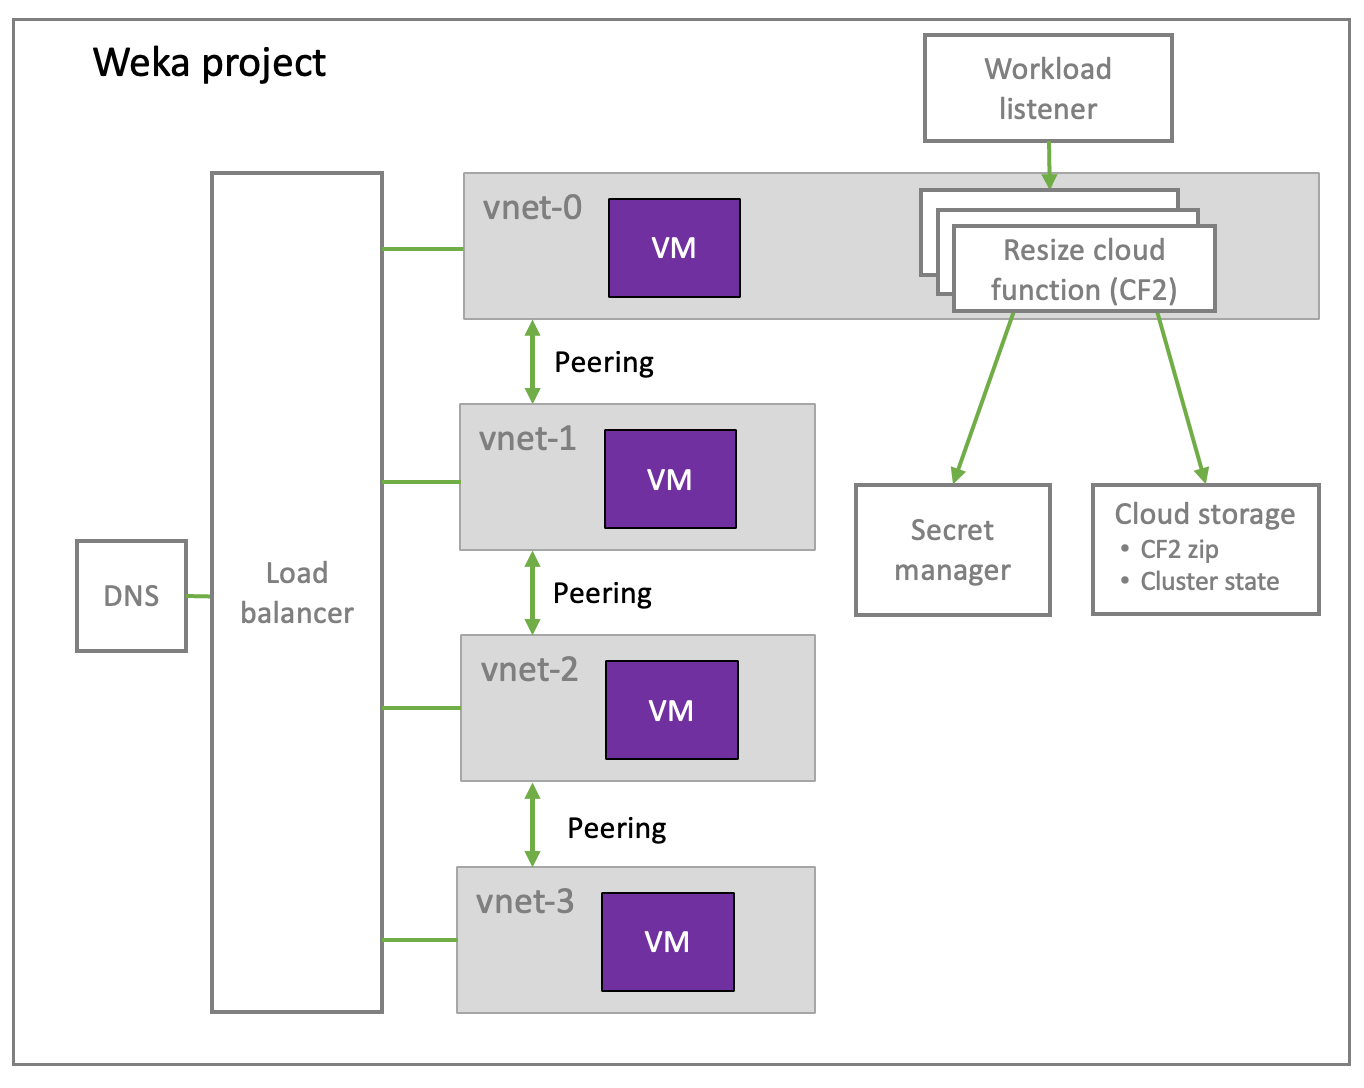 Weka project
Workload
listener
vnet-0
VM
Resize cloud
function (CF2)
Peering
vnet-1
VM
Secret
manager
Cloud storage
• CF2 zip
• Cluster state
DNS
Load
balancer
Peering
vnet-2
VM
Peering
vnet-3
VM